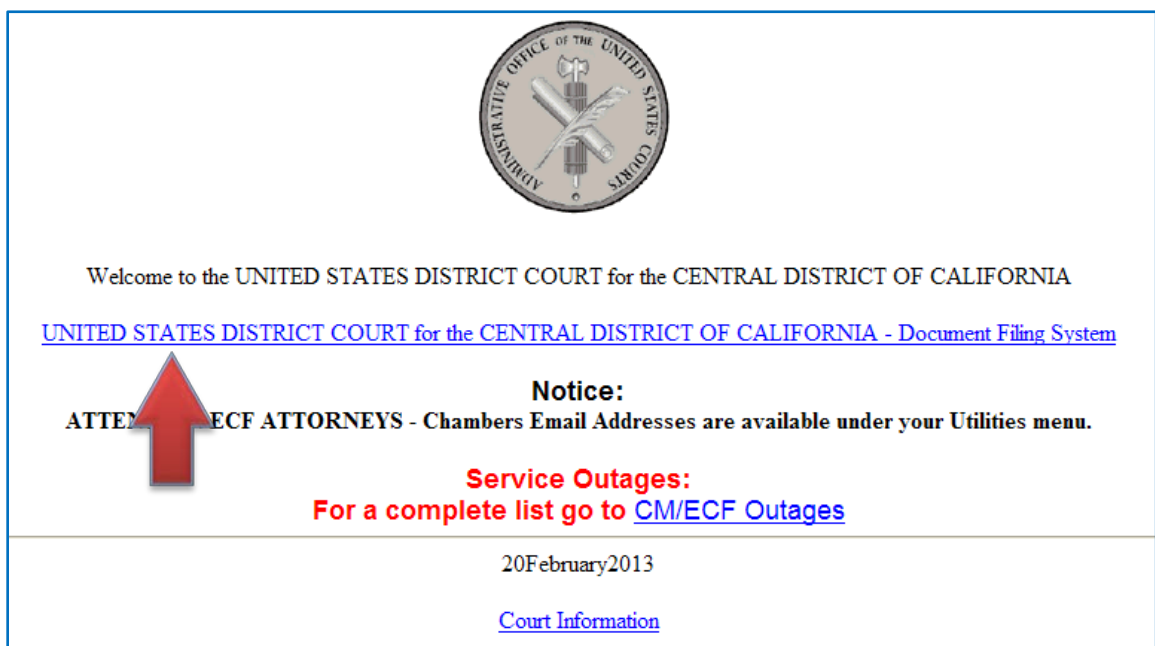 ADMINISTRATIVE OFFICE OF THE UNITED STATES COURTS
Welcome to the UNITED STATES DISTRICT COURT for the CENTRAL DISTRICT OF CALIFORNIA
UNITED STATES DISTRICT COURT for the CENTRAL DISTRICT OF CALIFORNIA - Document Filing System
Notice:
ECF ATTORNEYS - Chambers Email Addresses are available under your Utilities menu.
Service Outages:
For a complete list go to CM/ECF Outages
20February2013
Court Information